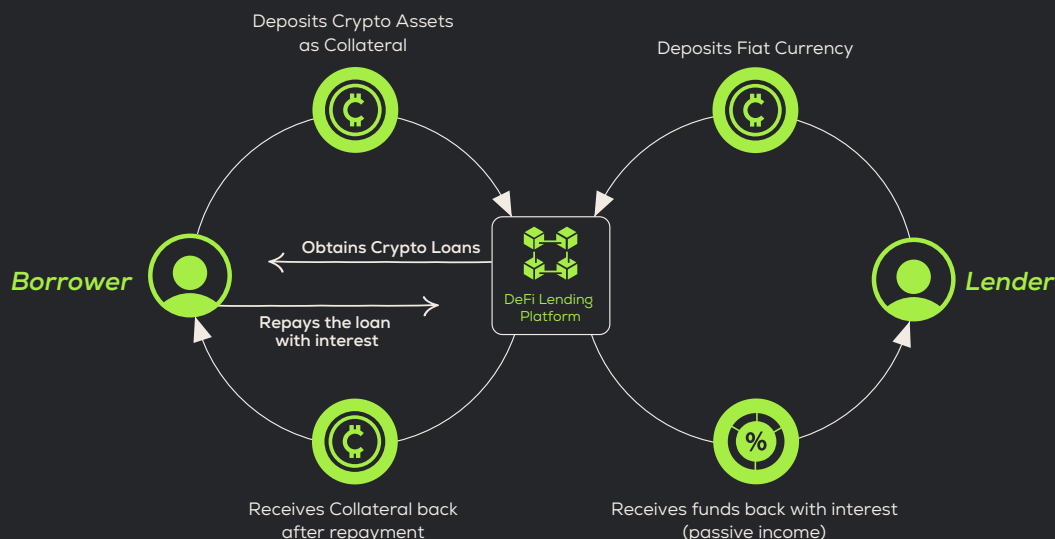 Deposits Crypto Assets
as Collateral
Deposits Fiat Currency
Obtains Crypto Loans
Borrower
Lender
DeFi Lending
Platform
Repays the loan
with interest
%
Receives Collateral back
after repayment
Receives funds back with interest
(passive income)